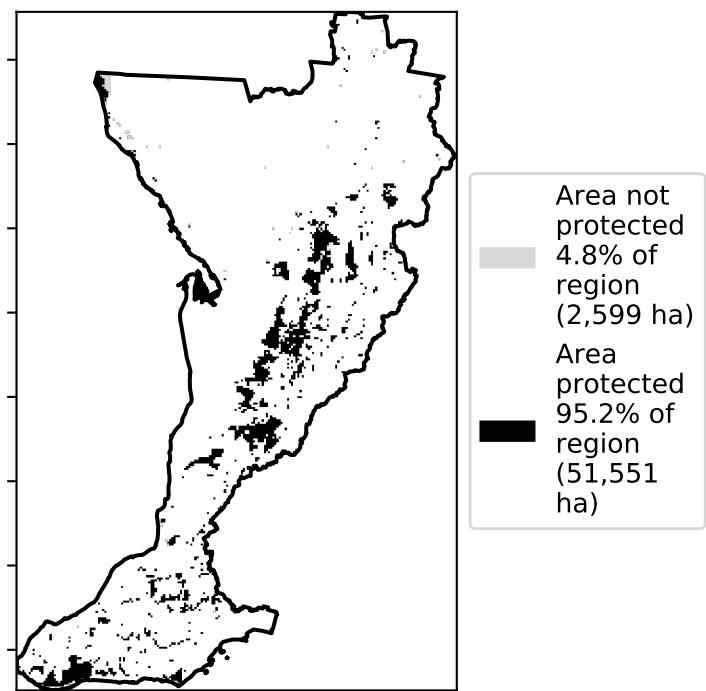 Area not
protected
4.8% of
region
(2,599 ha)
Area
protected
95.2% of
region
(51,551
ha)